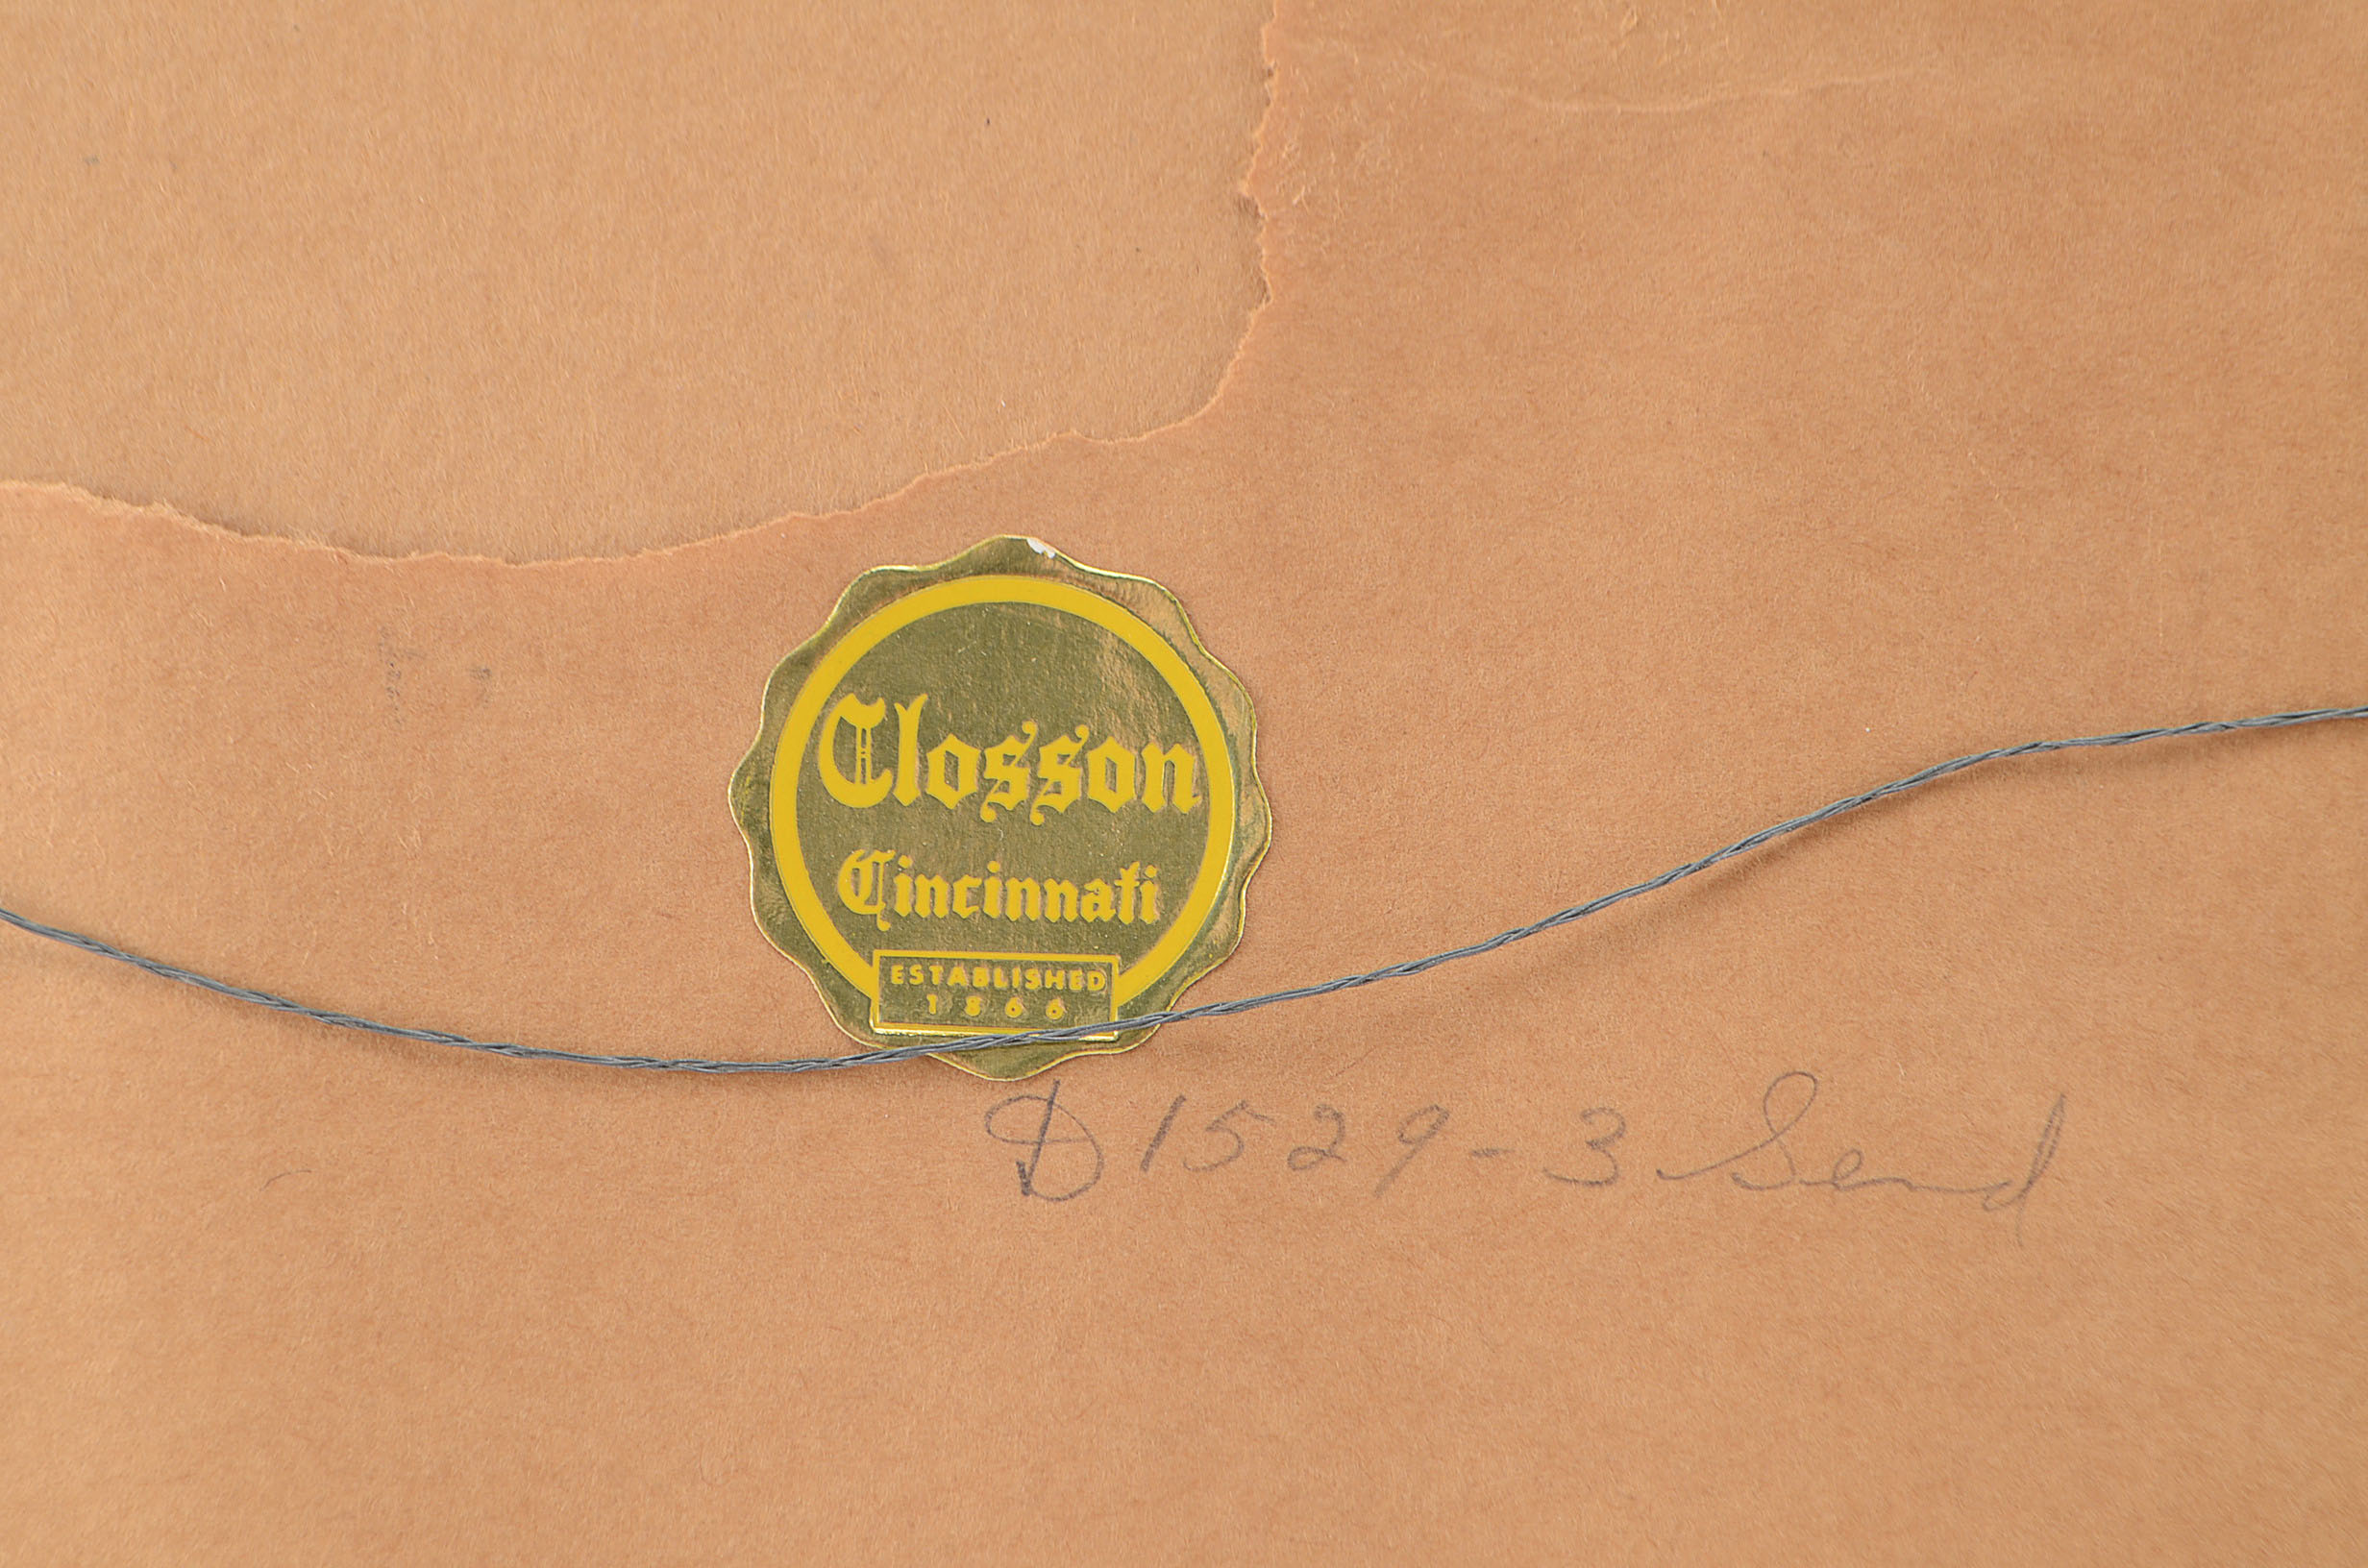 Closson
Cincinnati
ESTABLISHED
1866
D1529-3 Send